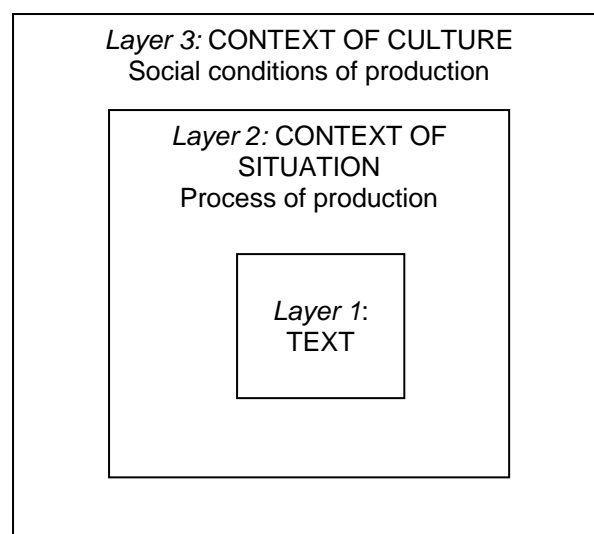 Layer 3: CONTEXT OF CULTURE
Social conditions of production
Layer 2: CONTEXT OF
SITUATION
Process of production
Layer 1:
TEXT